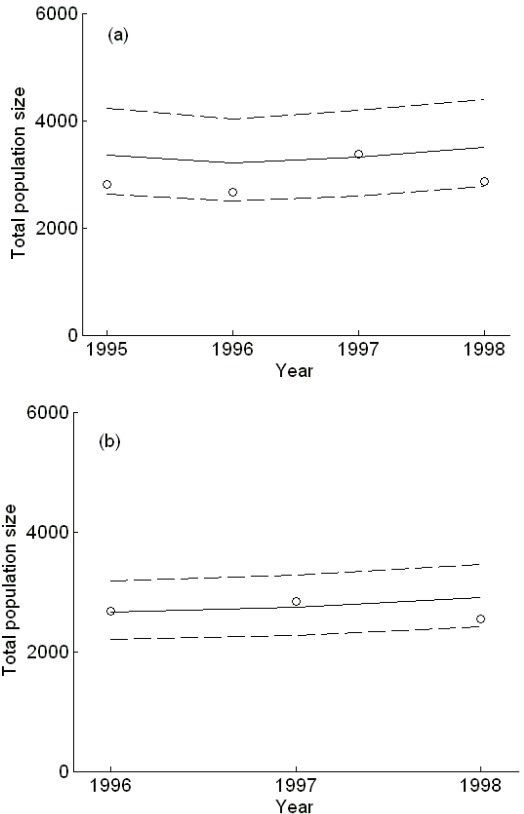 (a)
Total population size
6000
4000
2000
0
1995 1996 1997 1998
Year
(b)
Total population size
6000
4000
2000
0
1996 1997 1998
Year